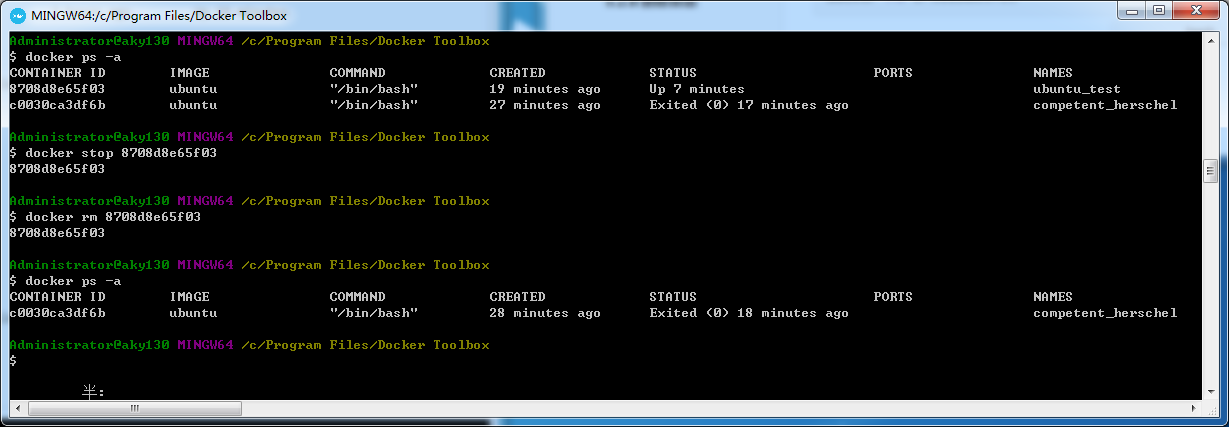 MINGW64:/c/Program Files/Docker Toolbox
Administrator@aky130 MINGW64 /c/Program Files/Docker Toolbox
$ docker ps -a
CONTAINER ID IMAGE COMMAND CREATED STATUS PORTS NAMES
8708d8e65f03 ubuntu "/bin/bash" 19 minutes ago Up 7 minutes ubuntu_test
c0030ca3df6b ubuntu "/bin/bash" 27 minutes ago Exited (0) 17 minutes ago competent_herschel
Administrator@aky130 MINGW64 /c/Program Files/Docker Toolbox
$ docker stop 8708d8e65f03
8708d8e65f03
Administrator@aky130 MINGW64 /c/Program Files/Docker Toolbox
$ docker rm 8708d8e65f03
8708d8e65f03
Administrator@aky130 MINGW64 /c/Program Files/Docker Toolbox
$ docker ps -a
CONTAINER ID IMAGE COMMAND CREATED STATUS PORTS NAMES
c0030ca3df6b ubuntu "/bin/bash" 28 minutes ago Exited (0) 18 minutes ago competent_herschel
Administrator@aky130 MINGW64 /c/Program Files/Docker Toolbox
$
半: